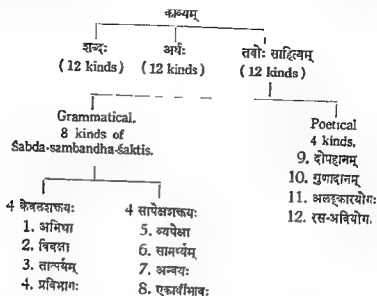 काव्यम्
शब्दः अर्थः तयोः साहित्यम्
(12 kinds) (12 kinds) (12 kinds)
Grammatical. Poetical
8 kinds of 4 kinds.
Śabda-sambandha-śaktis. 9. दोषहानम्
10. गुणादानम्
11. अलङ्कारयोगः
12. रस-अवियोग.
4 केवलशक्तयः 4 सापेक्षशक्तयः
1. अभिधा 5. व्यपेक्षा
2. विवक्षा 6. सामर्थ्यम्
3. तात्पर्यम् 7. अन्वयः
4. प्रविभागः 8. एकार्थीभावः